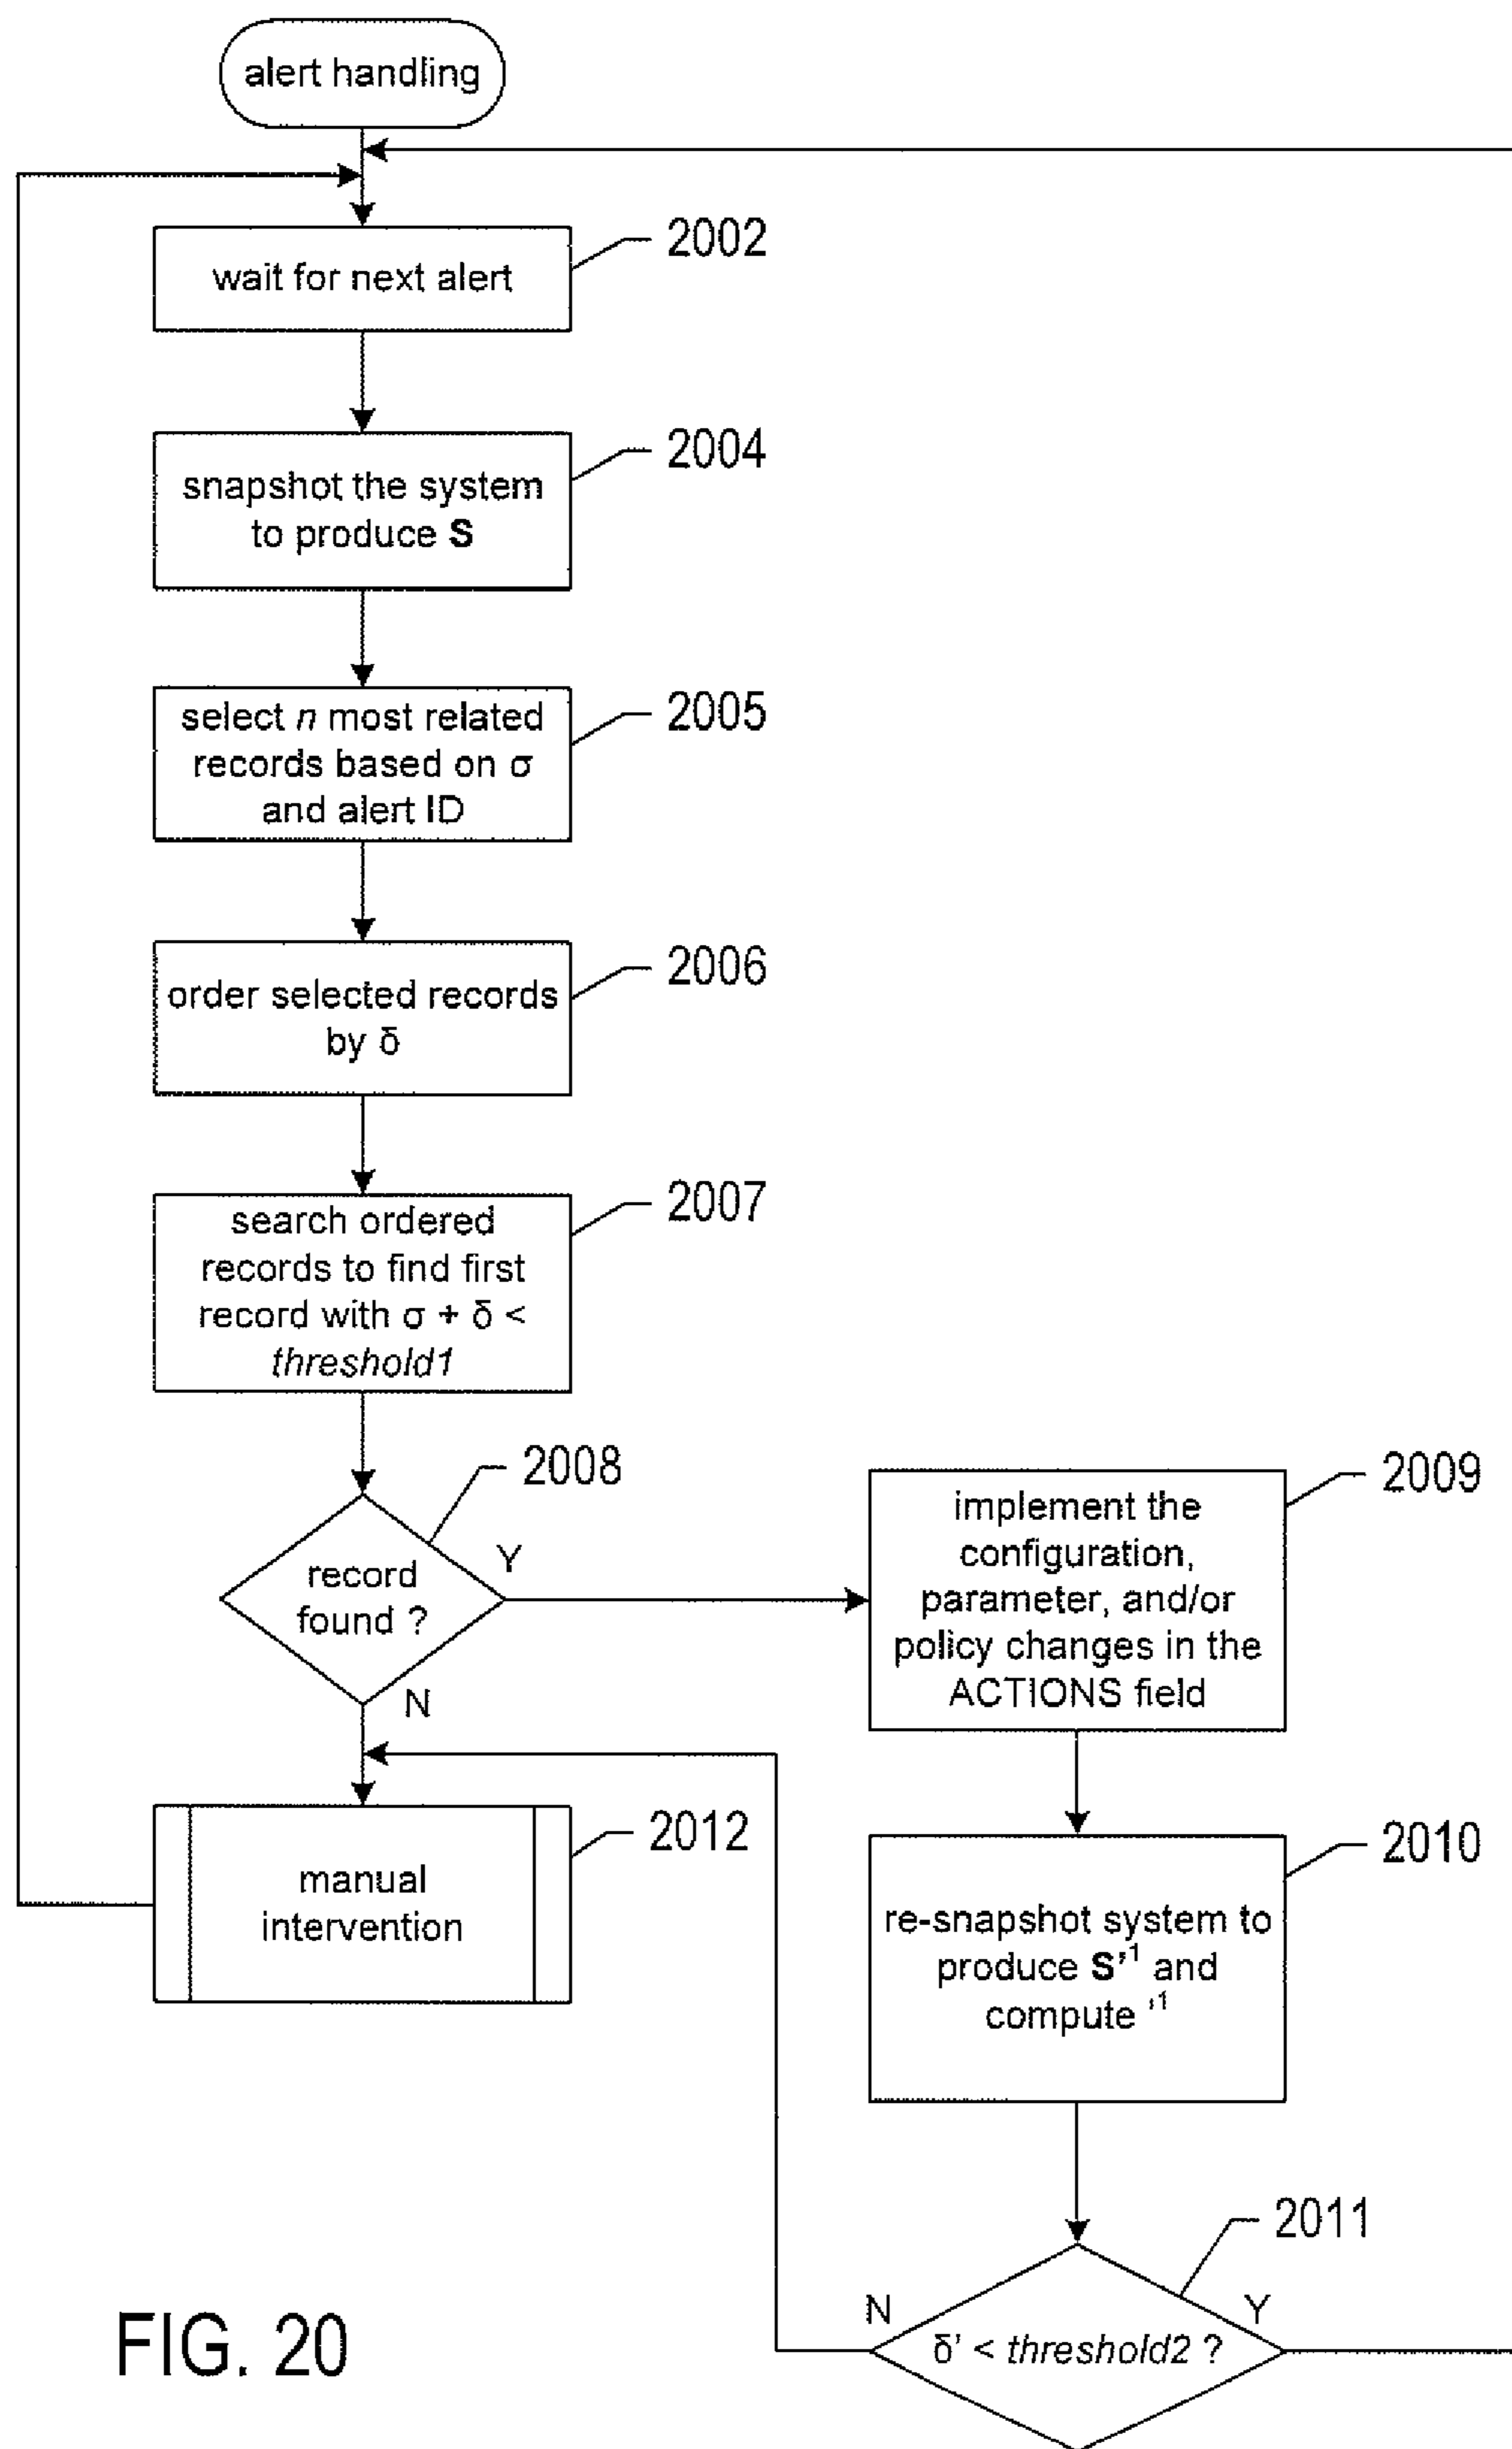 alert handling
wait for next alert
2002
snapshot the system
to produce S
2004
select n most related
records based on σ
and alert ID
2005
order selected records
by δ
2006
search ordered
records to find first
record with σ + δ <
threshold1
2007
record
found ?
2008
Y
N
implement the
configuration,
parameter, and/or
policy changes in the
ACTIONS field
2009
manual
intervention
2012
re-snapshot system to
produce S'¹ and
compute '¹
2010
δ' < threshold2 ?
2011
N
Y
FIG. 20